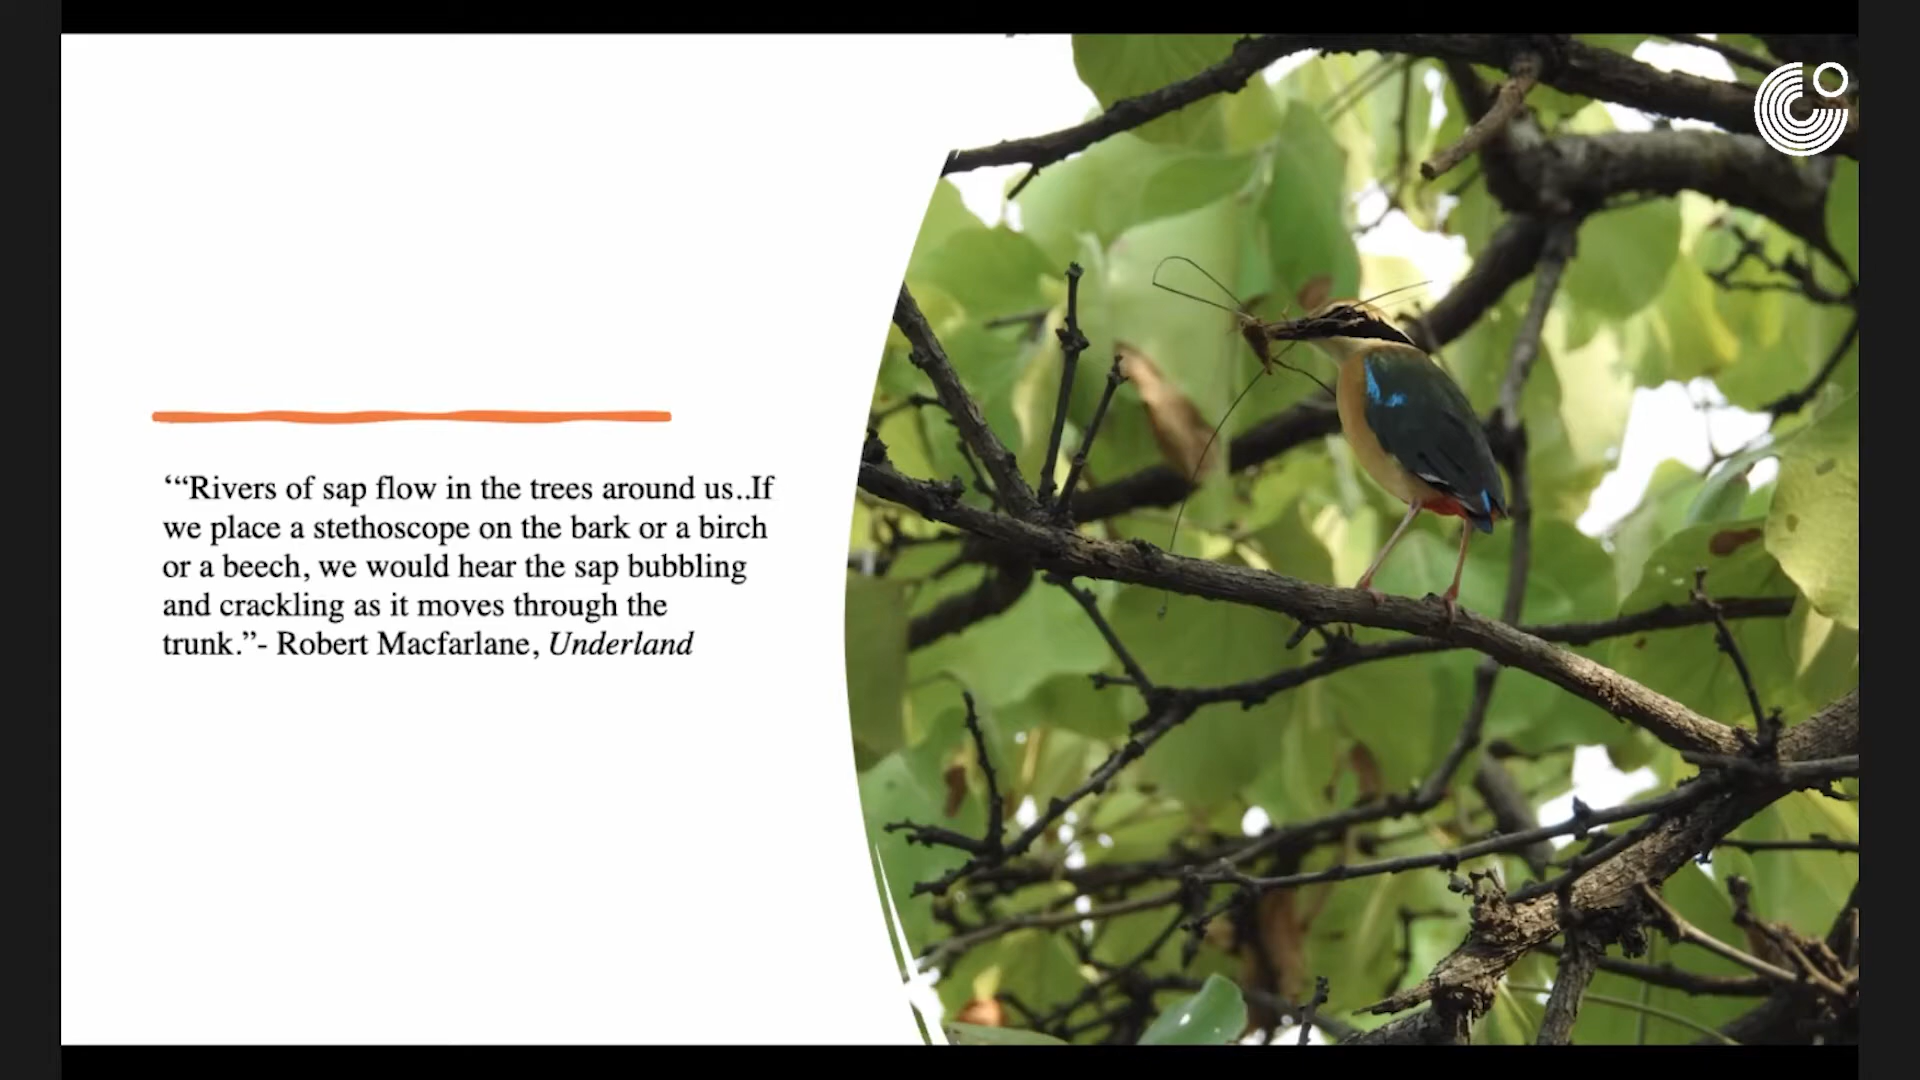 ‘“Rivers of sap flow in the trees around us..If
we place a stethoscope on the bark or a birch
or a beech, we would hear the sap bubbling
and crackling as it moves through the
trunk.”- Robert Macfarlane, Underland